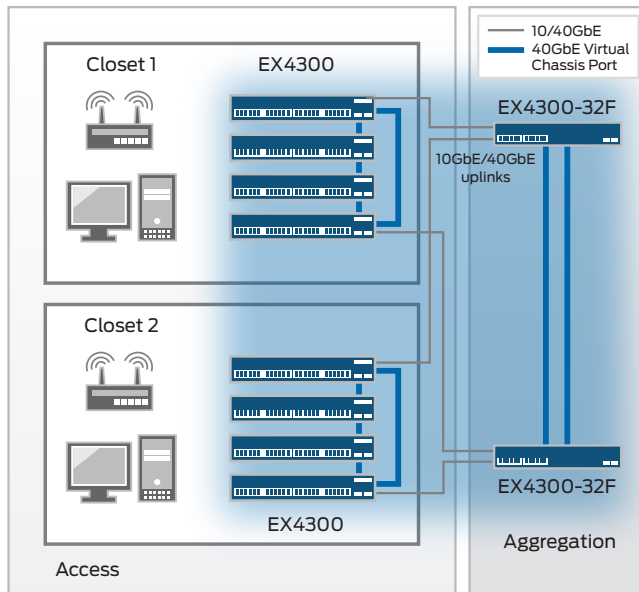 10/40GbE
40GbE Virtual
Chassis Port
Closet 1
EX4300
EX4300-32F
10GbE/40GbE
uplinks
Closet 2
EX4300
EX4300-32F
Aggregation
Access